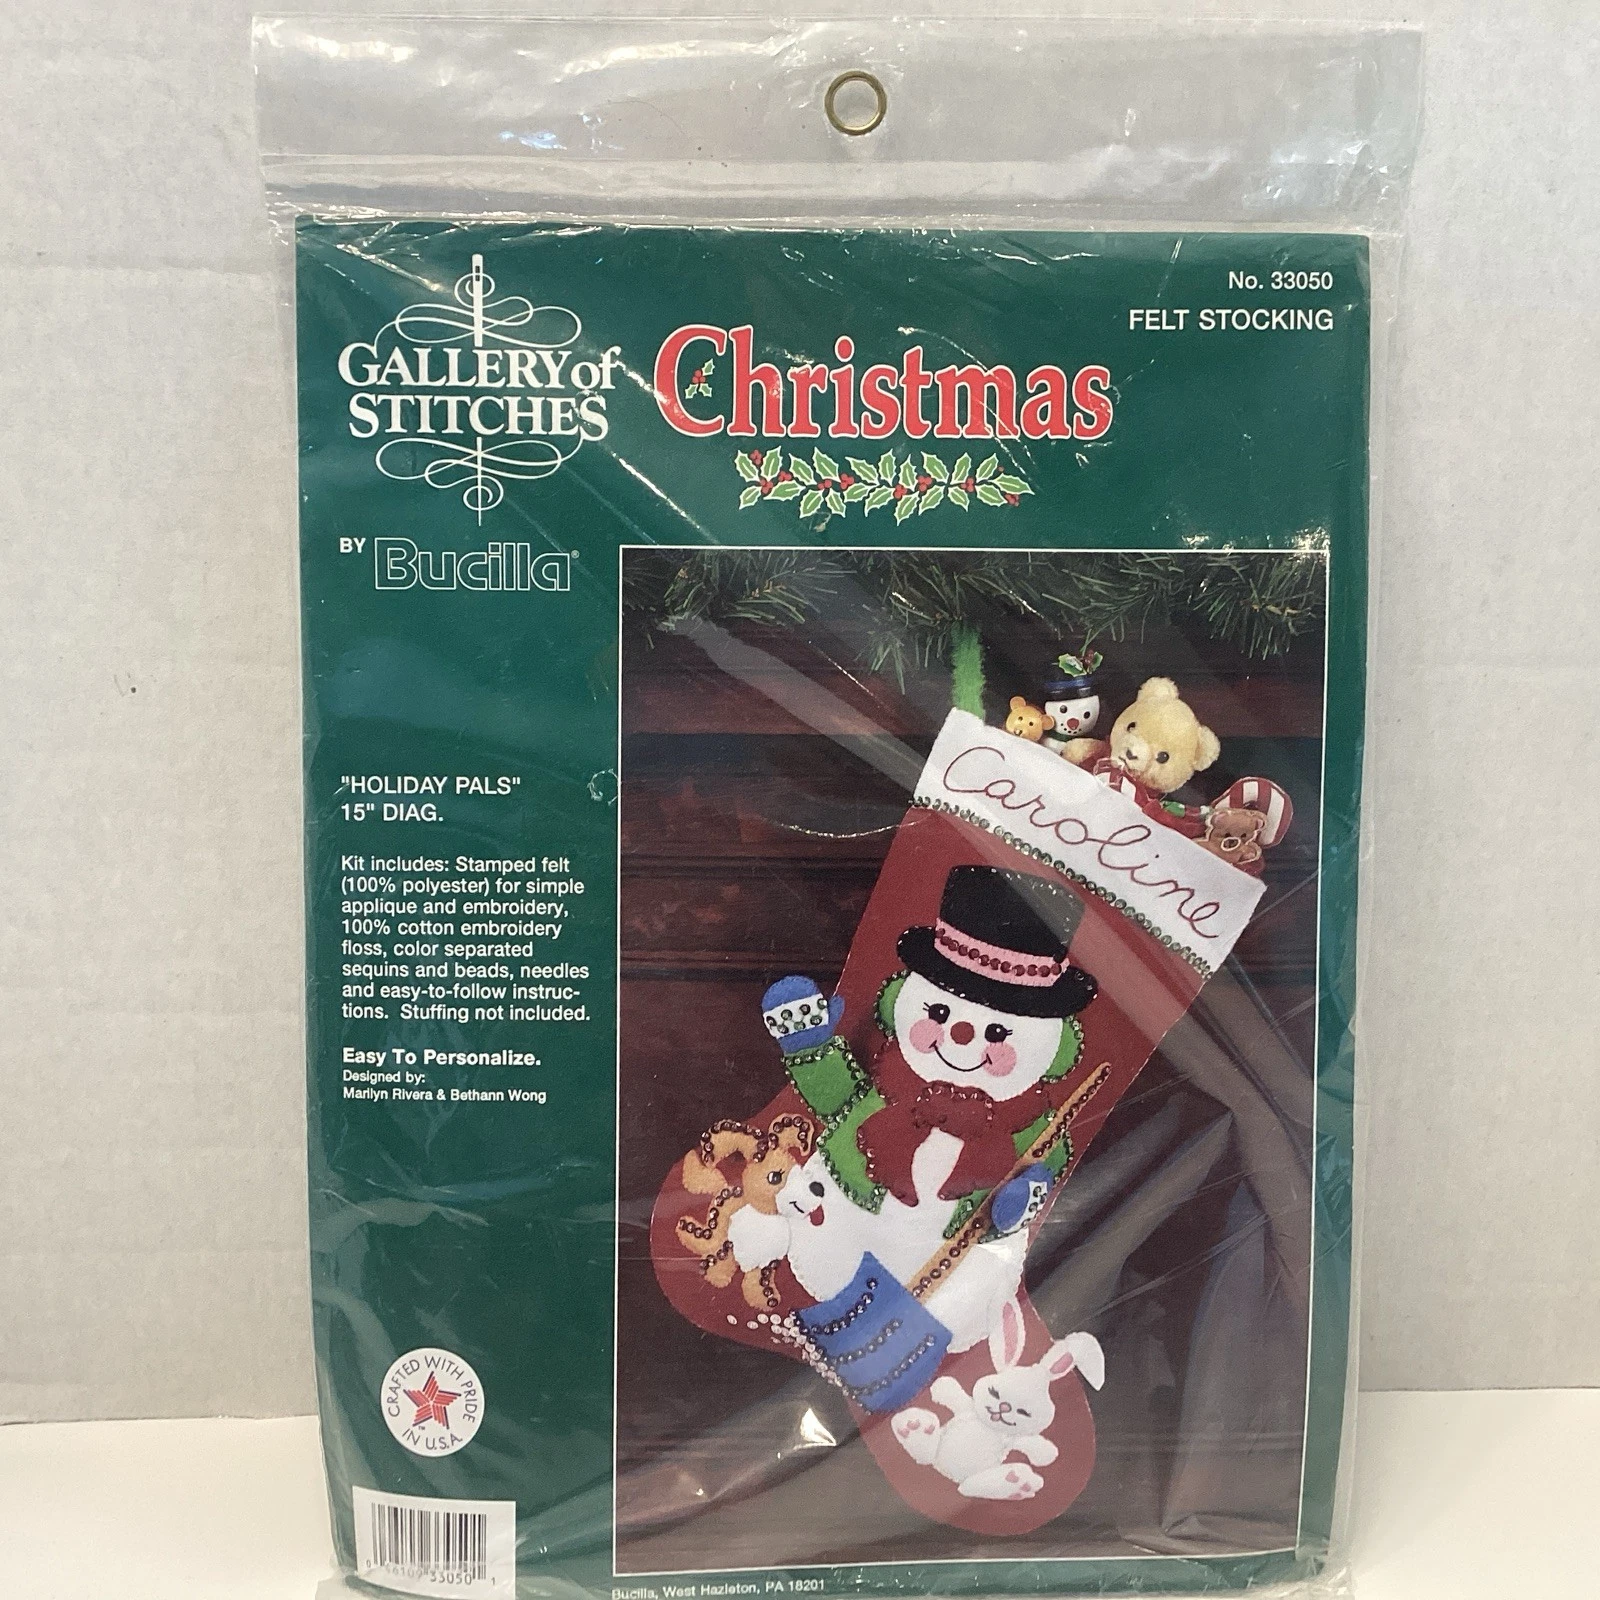 No. 33050
FELT STOCKING
GALLERY of
STITCHES
Christmas
BY Bucilla®
Caroline
"HOLIDAY PALS"
15" DIAG.
Kit includes: Stamped felt
(100% polyester) for simple
applique and embroidery,
100% cotton embroidery
floss, color separated
sequins and beads, needles
and easy-to-follow instruc-
tions. Stuffing not included.
Easy To Personalize.
Designed by:
Marilyn Rivera & Bethann Wong
CRAFTED WITH PRIDE
IN U.S.A.
33050 1
Bucilla, West Hazleton, PA 18201